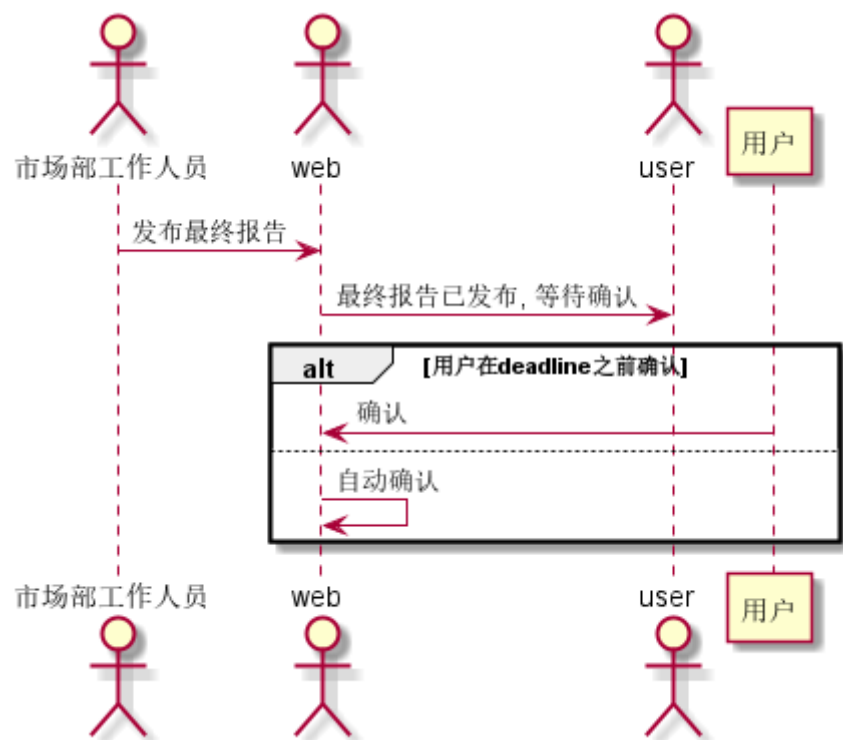 市场部工作人员
web
user
用户
发布最终报告
最终报告已发布, 等待确认
alt
[用户在deadline之前确认]
确认
自动确认
市场部工作人员
web
user
用户